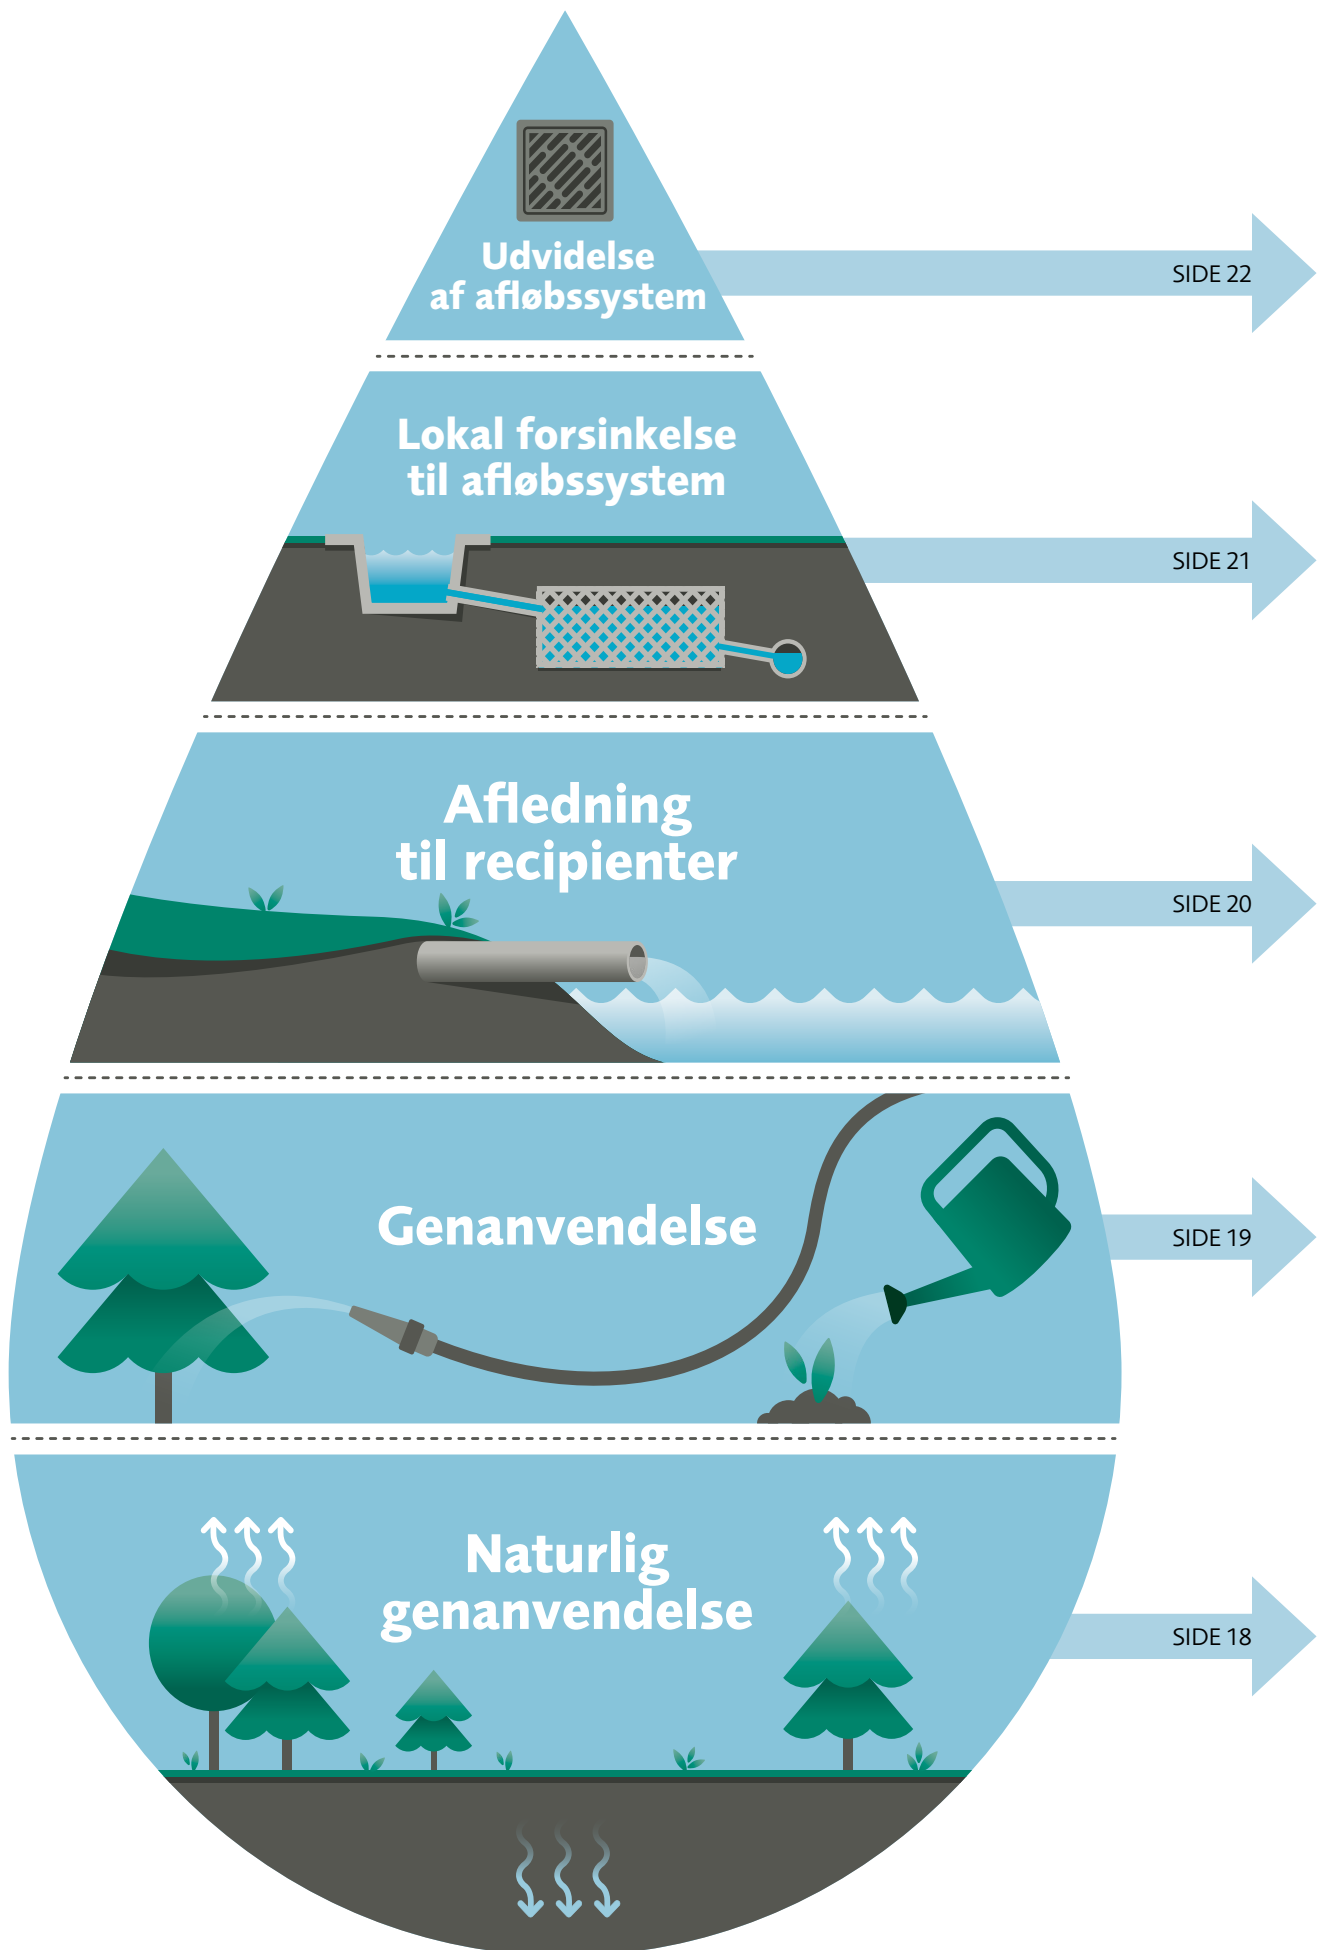 Udvidelse
af afløbssystem
SIDE 22
Lokal forsinkelse
til afløbssystem
SIDE 21
Afledning
til recipienter
SIDE 20
Genanvendelse
SIDE 19
Naturlig
genanvendelse
SIDE 18